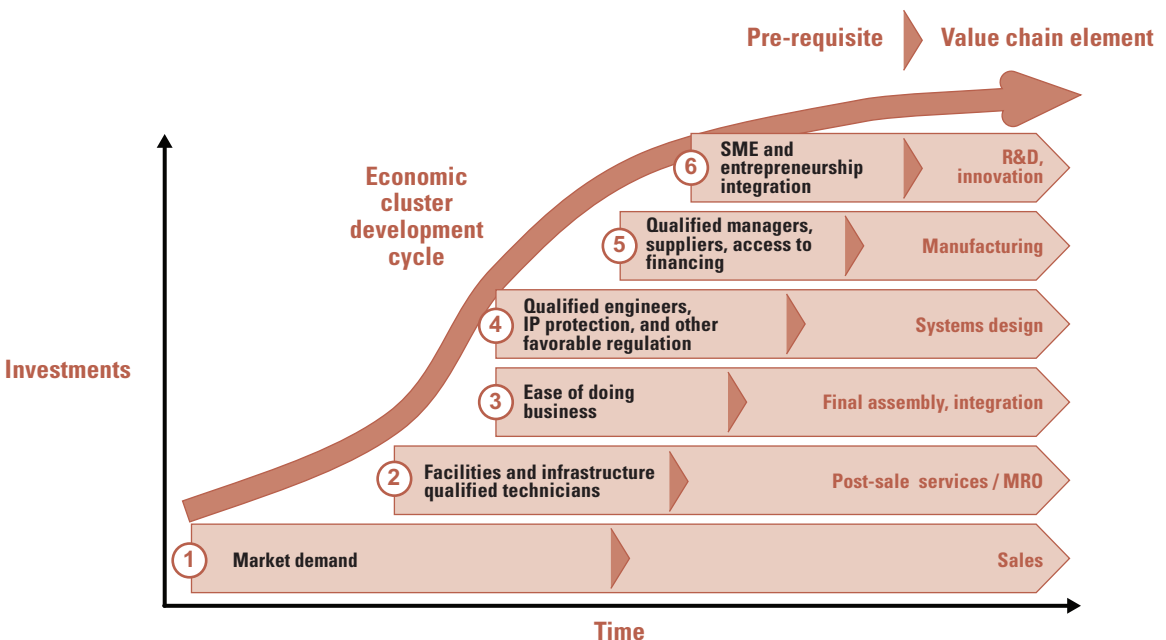 Pre-requisite Value chain element
Economic
cluster
development
cycle
Investments
6 SME and
entrepreneurship
integration
R&D,
innovation
5 Qualified managers,
suppliers, access to
financing
Manufacturing
4 Qualified engineers,
IP protection, and other
favorable regulation
Systems design
3 Ease of doing
business
Final assembly, integration
2 Facilities and infrastructure
qualified technicians
Post-sale services / MRO
1 Market demand
Sales
Time